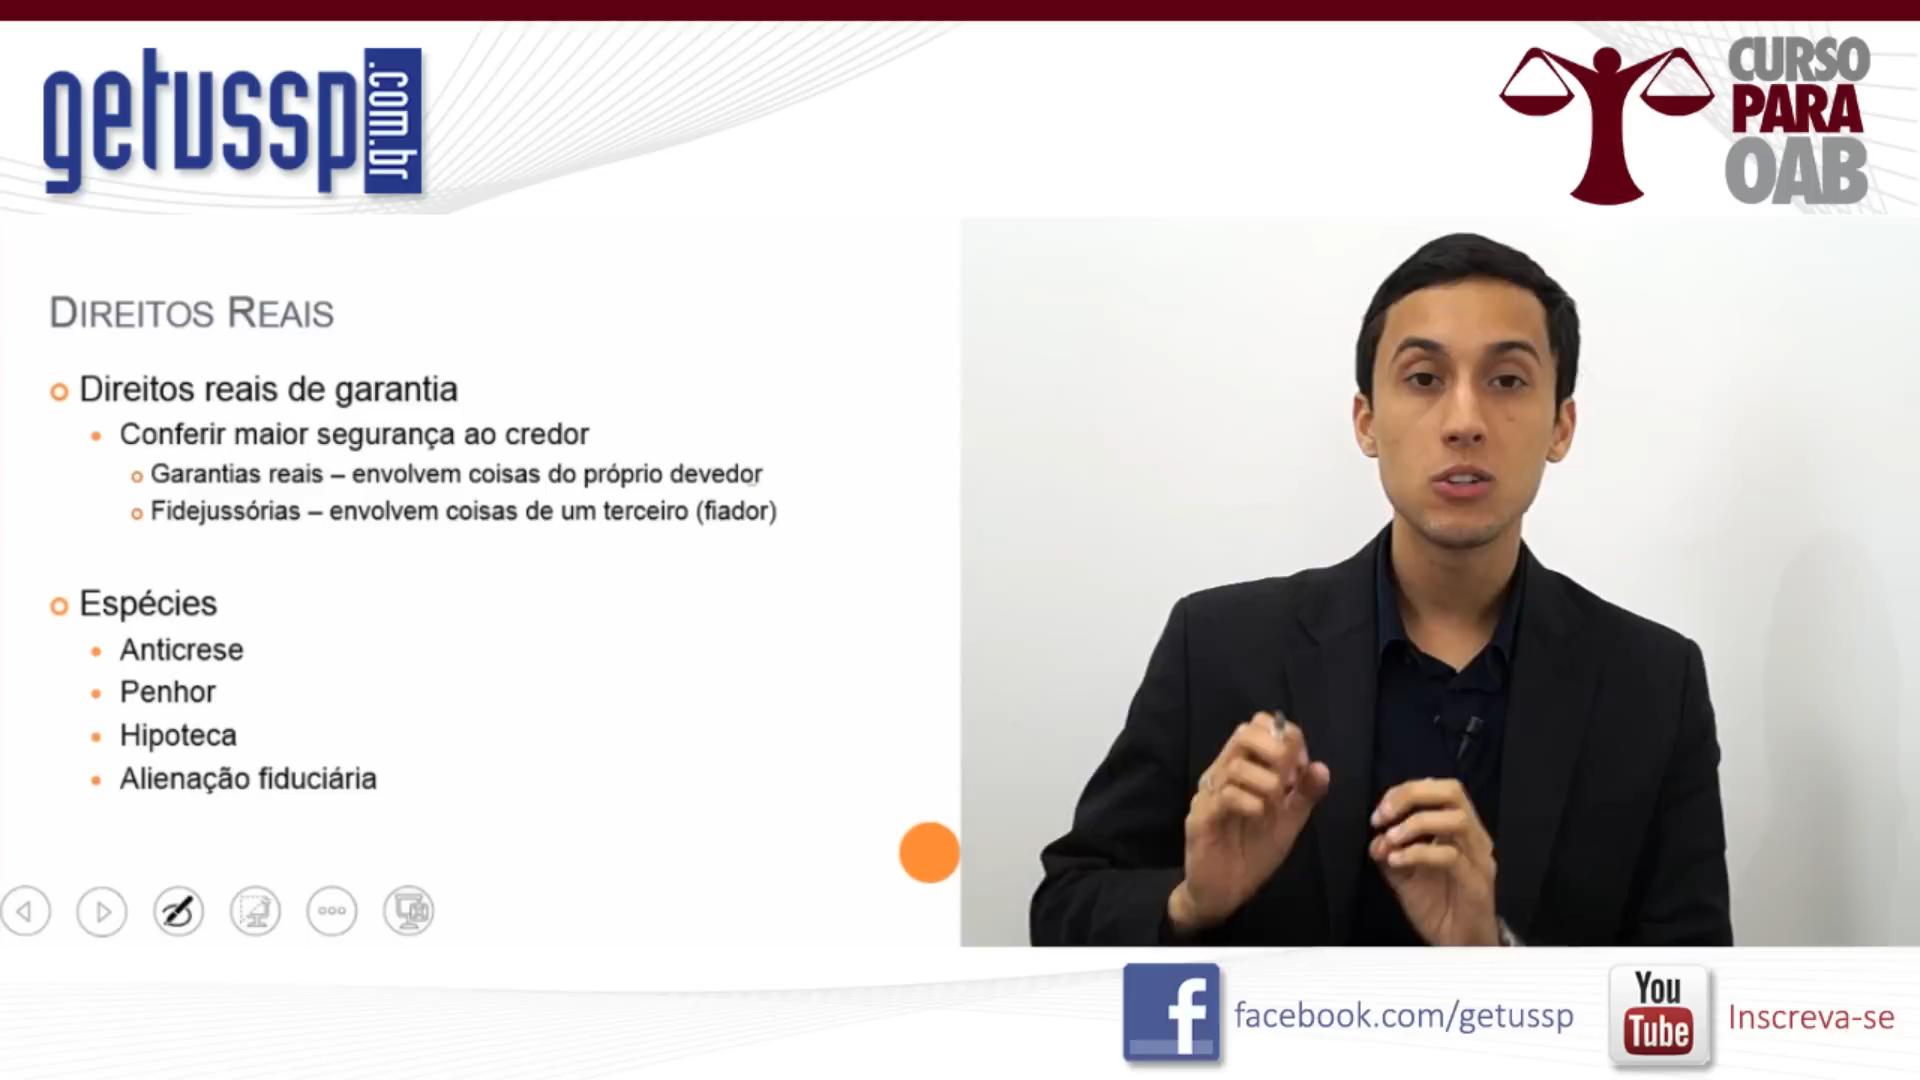 getussp
.com.br
CURSO
PARA
OAB
DIREITOS REAIS
Direitos reais de garantia
Conferir maior segurança ao credor
Garantias reais – envolvem coisas do próprio devedor
Fidejussórias – envolvem coisas de um terceiro (fiador)
Espécies
Anticrese
Penhor
Hipoteca
Alienação fiduciária
f
facebook.com/getussp
You
Tube
Inscreva-se